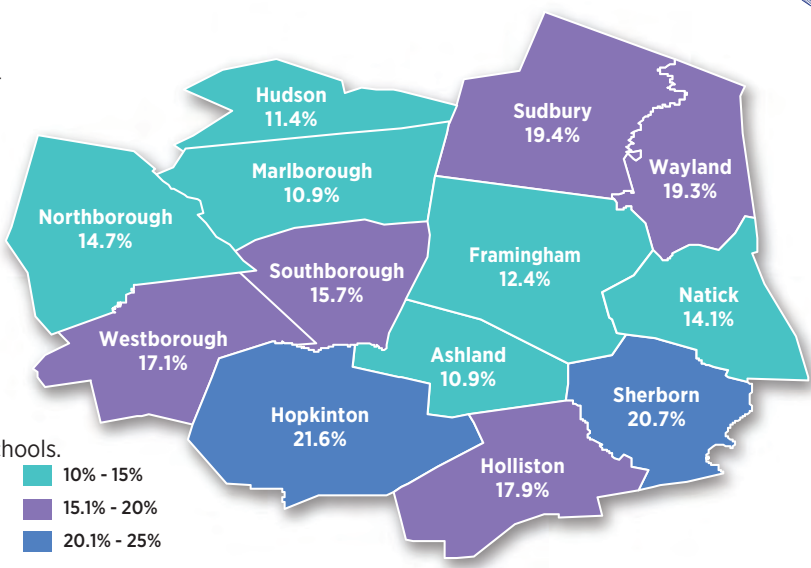 Hudson
11.4%
Sudbury
19.4%
Marlborough
10.9%
Wayland
19.3%
Northborough
14.7%
Framingham
12.4%
Southborough
15.7%
Natick
14.1%
Westborough
17.1%
Ashland
10.9%
Sherborn
20.7%
Hopkinton
21.6%
Holliston
17.9%
chools.
10% - 15%
15.1% - 20%
20.1% - 25%